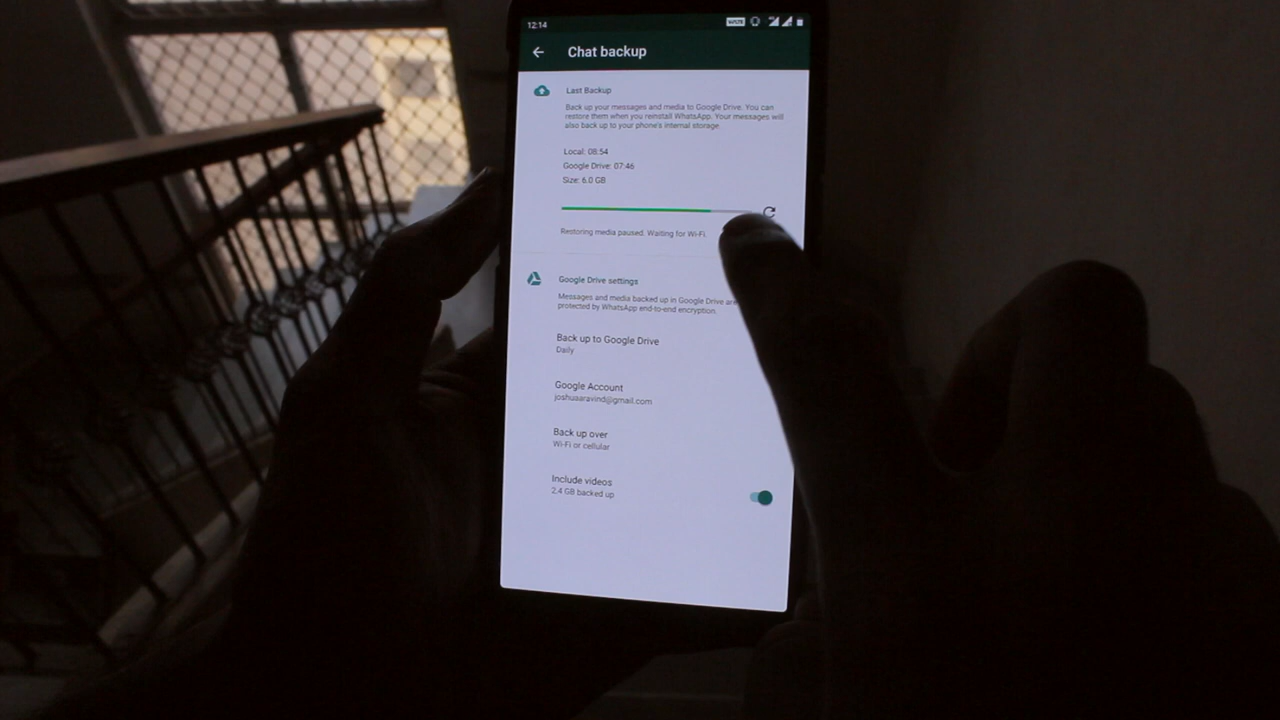 12:14
VoLTE
Chat backup
Last Backup
Back up your messages and media to Google Drive. You can
restore them when you reinstall WhatsApp. Your messages will
also back up to your phone's internal storage.
Local: 08:54
Google Drive: 07:46
Size: 6.0 GB
Restoring media paused. Waiting for Wi-Fi.
Google Drive settings
Messages and media backed up in Google Drive are
protected by WhatsApp end-to-end encryption.
Back up to Google Drive
Daily
Google Account
joshuaaravind@gmail.com
Back up over
Wi-Fi or cellular
Include videos
2.4 GB backed up